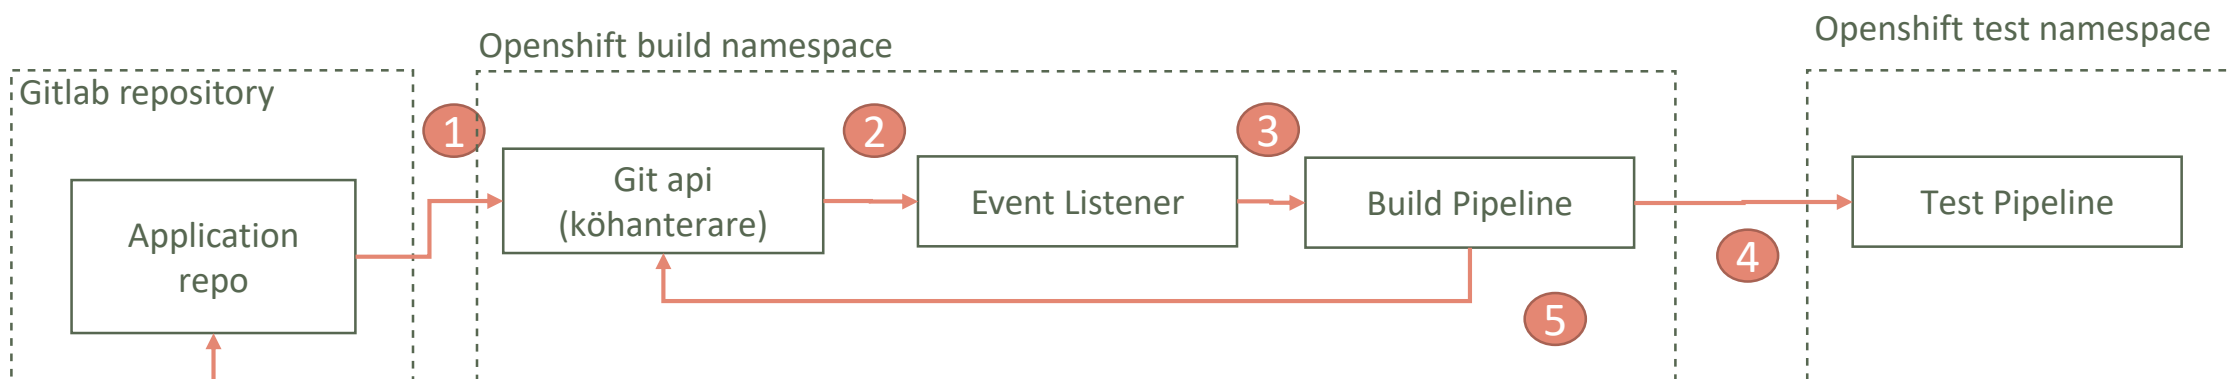 Openshift test namespace
Openshift build namespace
Gitlab repository
1
2
3
Git api
(köhanterare)
Event Listener
Build Pipeline
Test Pipeline
Application
repo
4
5